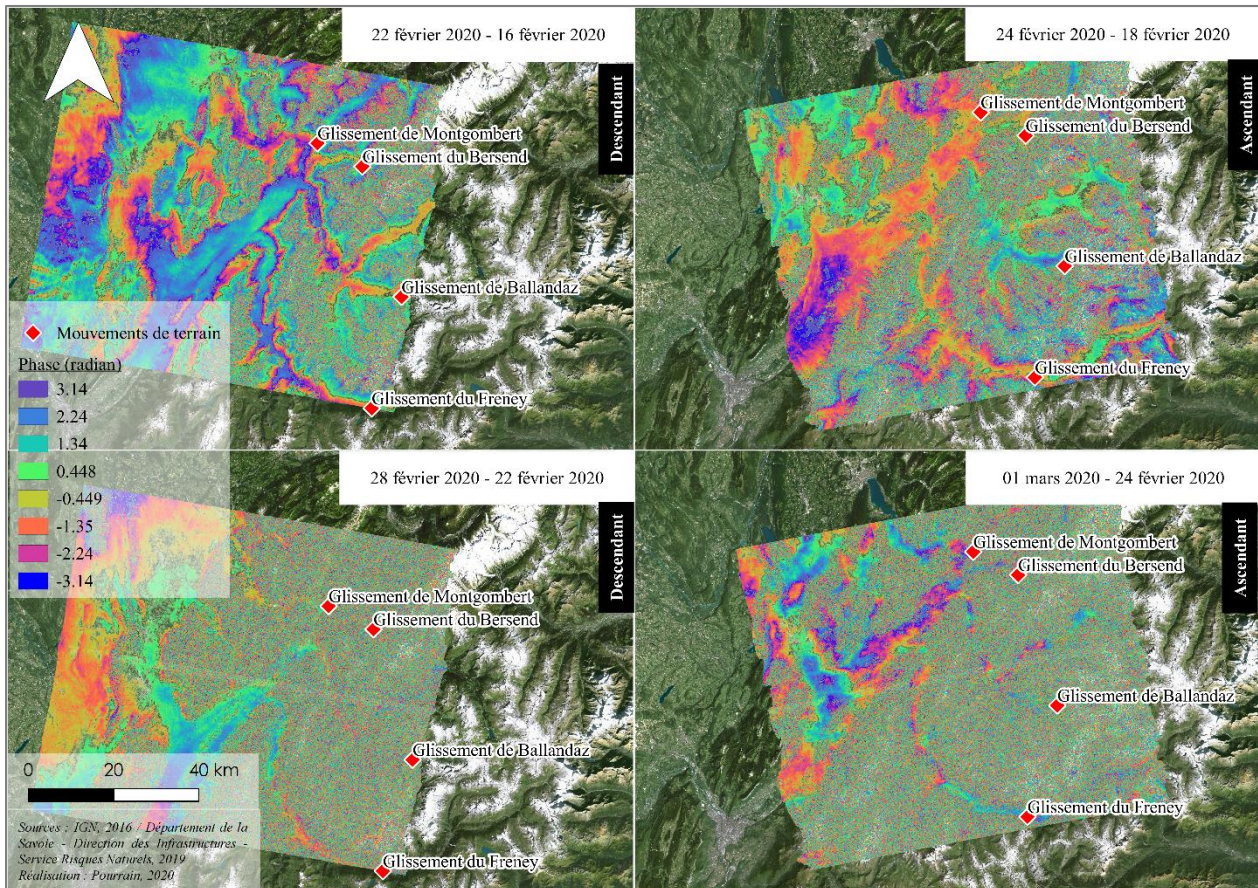 22 février 2020 - 16 février 2020
Descendant
Glissement de Montgombert
Glissement du Bersend
Glissement de Ballandaz
Glissement du Freney
24 février 2020 - 18 février 2020
Ascendant
Glissement de Montgombert
Glissement du Bersend
Glissement de Ballandaz
Glissement du Freney
Mouvements de terrain
Phase (radian)
3.14
2.24
1.34
0.448
-0.449
-1.35
-2.24
-3.14
28 février 2020 - 22 février 2020
Descendant
Glissement de Montgombert
Glissement du Bersend
Glissement de Ballandaz
Glissement du Freney
01 mars 2020 - 24 février 2020
Ascendant
Glissement de Montgombert
Glissement du Bersend
Glissement de Ballandaz
Glissement du Freney
0 20 40 km
Sources : IGN, 2016 / Département de la
Savoie - Direction des Infrastructures -
Service Risques Naturels, 2019
Réalisation : Pourrain, 2020